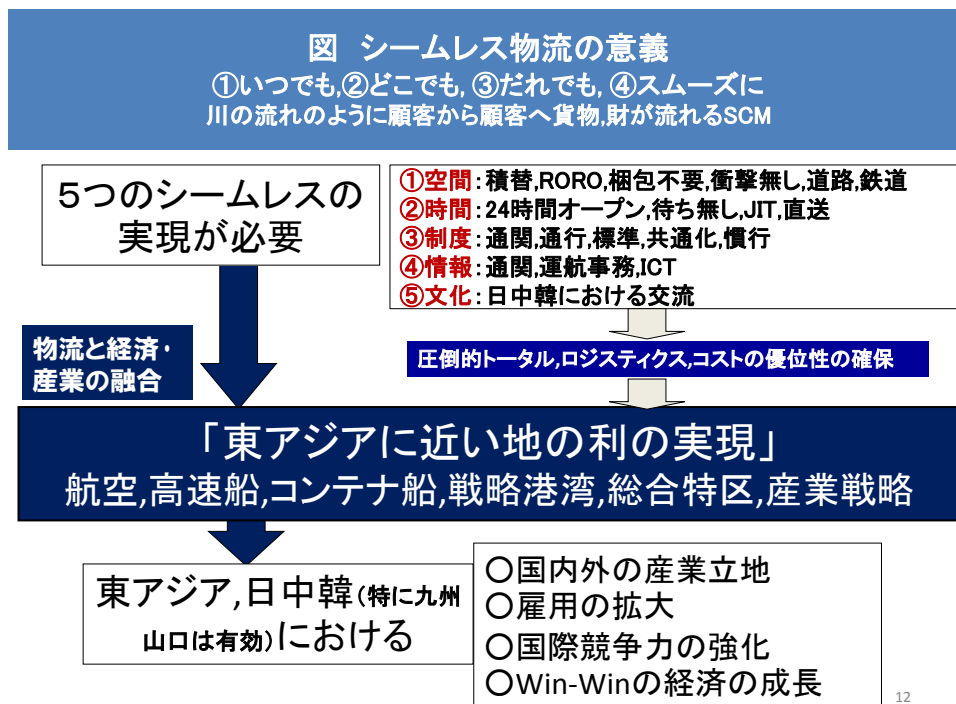 図　シームレス物流の意義
①いつでも,②どこでも, ③だれでも, ④スムーズに
川の流れのように顧客から顧客へ貨物,財が流れるSCM
５つのシームレスの
実現が必要
①空間：積替,RORO,梱包不要,衝撃無し,道路,鉄道
②時間：24時間オープン,待ち無し,JIT,直送
③制度：通関,通行,標準,共通化,慣行
④情報：通関,運航事務,ICT
⑤文化：日中韓における交流
物流と経済・
産業の融合
圧倒的トータル,ロジスティクス,コストの優位性の確保
「東アジアに近い地の利の実現」
航空,高速船,コンテナ船,戦略港湾,総合特区,産業戦略
東アジア,日中韓（特に九州
山口は有効）における
○国内外の産業立地
○雇用の拡大
○国際競争力の強化
○Win-Winの経済の成長
12